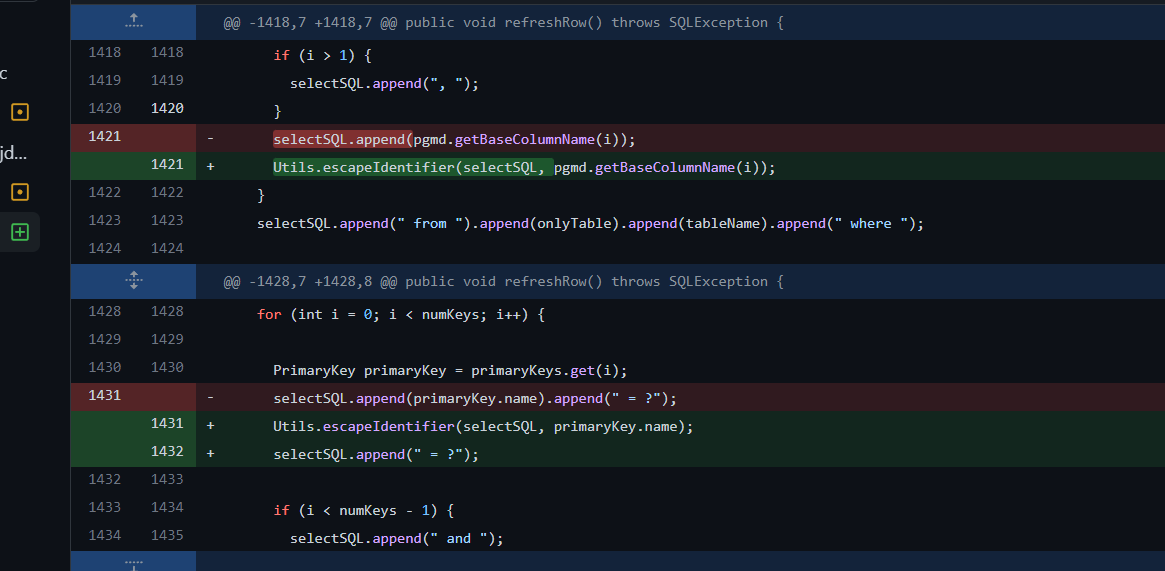 @@ -1418,7 +1418,7 @@ public void refreshRow() throws SQLException {
1418 1418 if (i > 1) {
c
1419 1419 selectSQL.append(", ");
1420 1420 }
1421 - selectSQL.append(pgmd.getBaseColumnName(i));
jd...
1421 + Utils.escapeIdentifier(selectSQL, pgmd.getBaseColumnName(i));
1422 1422 }
1423 1423 selectSQL.append(" from ").append(onlyTable).append(tableName).append(" where ");
1424 1424
@@ -1428,7 +1428,8 @@ public void refreshRow() throws SQLException {
1428 1428 for (int i = 0; i < numKeys; i++) {
1429 1429
1430 1430 PrimaryKey primaryKey = primaryKeys.get(i);
1431 - selectSQL.append(primaryKey.name).append(" = ?");
1431 + Utils.escapeIdentifier(selectSQL, primaryKey.name);
1432 + selectSQL.append(" = ?");
1432 1433
1433 1434 if (i < numKeys - 1) {
1434 1435 selectSQL.append(" and ");